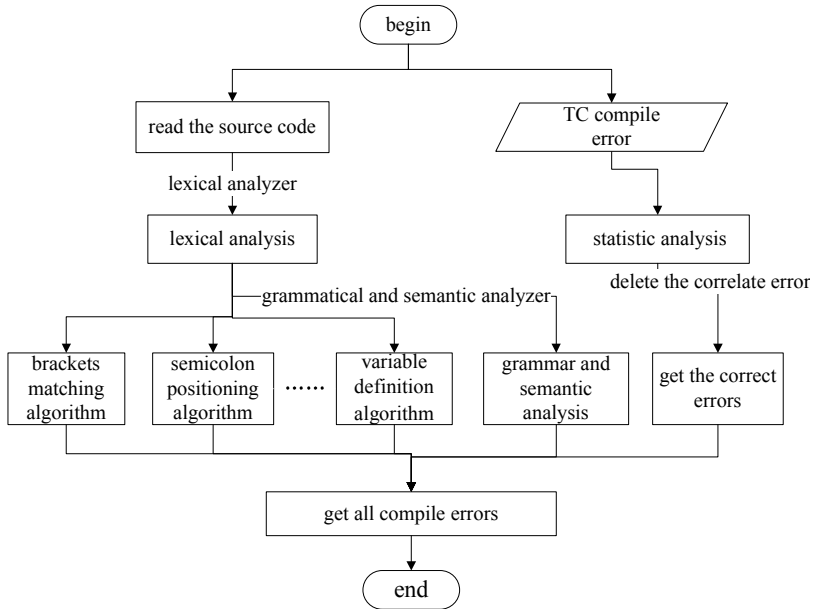 begin
read the source code
TC compile
error
lexical analyzer
lexical analysis
statistic analysis
delete the correlate error
grammatical and semantic analyzer
brackets
matching
algorithm
semicolon
positioning
algorithm
……
variable
definition
algorithm
grammar and
semantic
analysis
get the correct
errors
get all compile errors
end